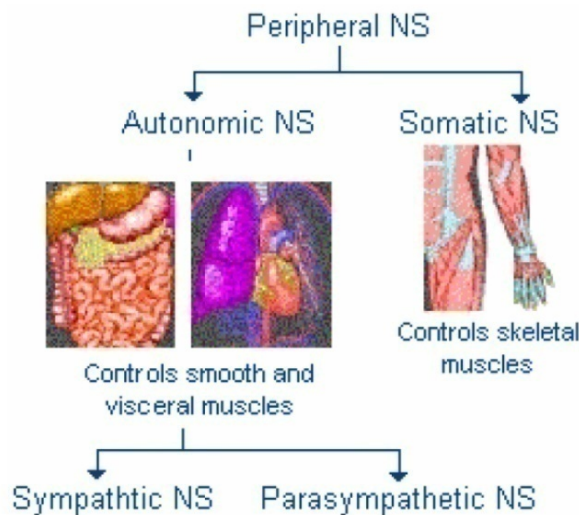 Peripheral NS
Autonomic NS
Somatic NS
Controls skeletal
muscles
Controls smooth and
visceral muscles
Sympathtic NS
Parasympathetic NS